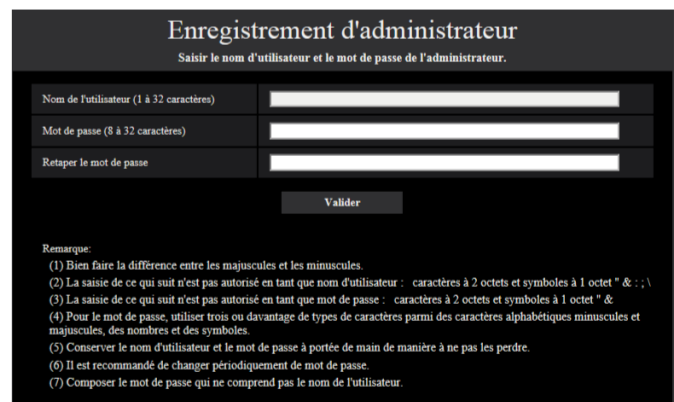 Enregistrement d'administrateur
Saisir le nom d'utilisateur et le mot de passe de l'administrateur.
Nom de l'utilisateur (1 à 32 caractères)
Mot de passe (8 à 32 caractères)
Retaper le mot de passe
Valider
Remarque:
(1) Bien faire la différence entre les majuscules et les minuscules.
(2) La saisie de ce qui suit n'est pas autorisé en tant que nom d'utilisateur : caractères à 2 octets et symboles à 1 octet " & : ; \
(3) La saisie de ce qui suit n'est pas autorisé en tant que mot de passe : caractères à 2 octets et symboles à 1 octet " &
(4) Pour le mot de passe, utiliser trois ou davantage de types de caractères parmi des caractères alphabétiques minuscules et
majuscules, des nombres et des symboles.
(5) Conserver le nom d'utilisateur et le mot de passe à portée de main de manière à ne pas les perdre.
(6) Il est recommandé de changer périodiquement de mot de passe.
(7) Composer le mot de passe qui ne comprend pas le nom de l'utilisateur.